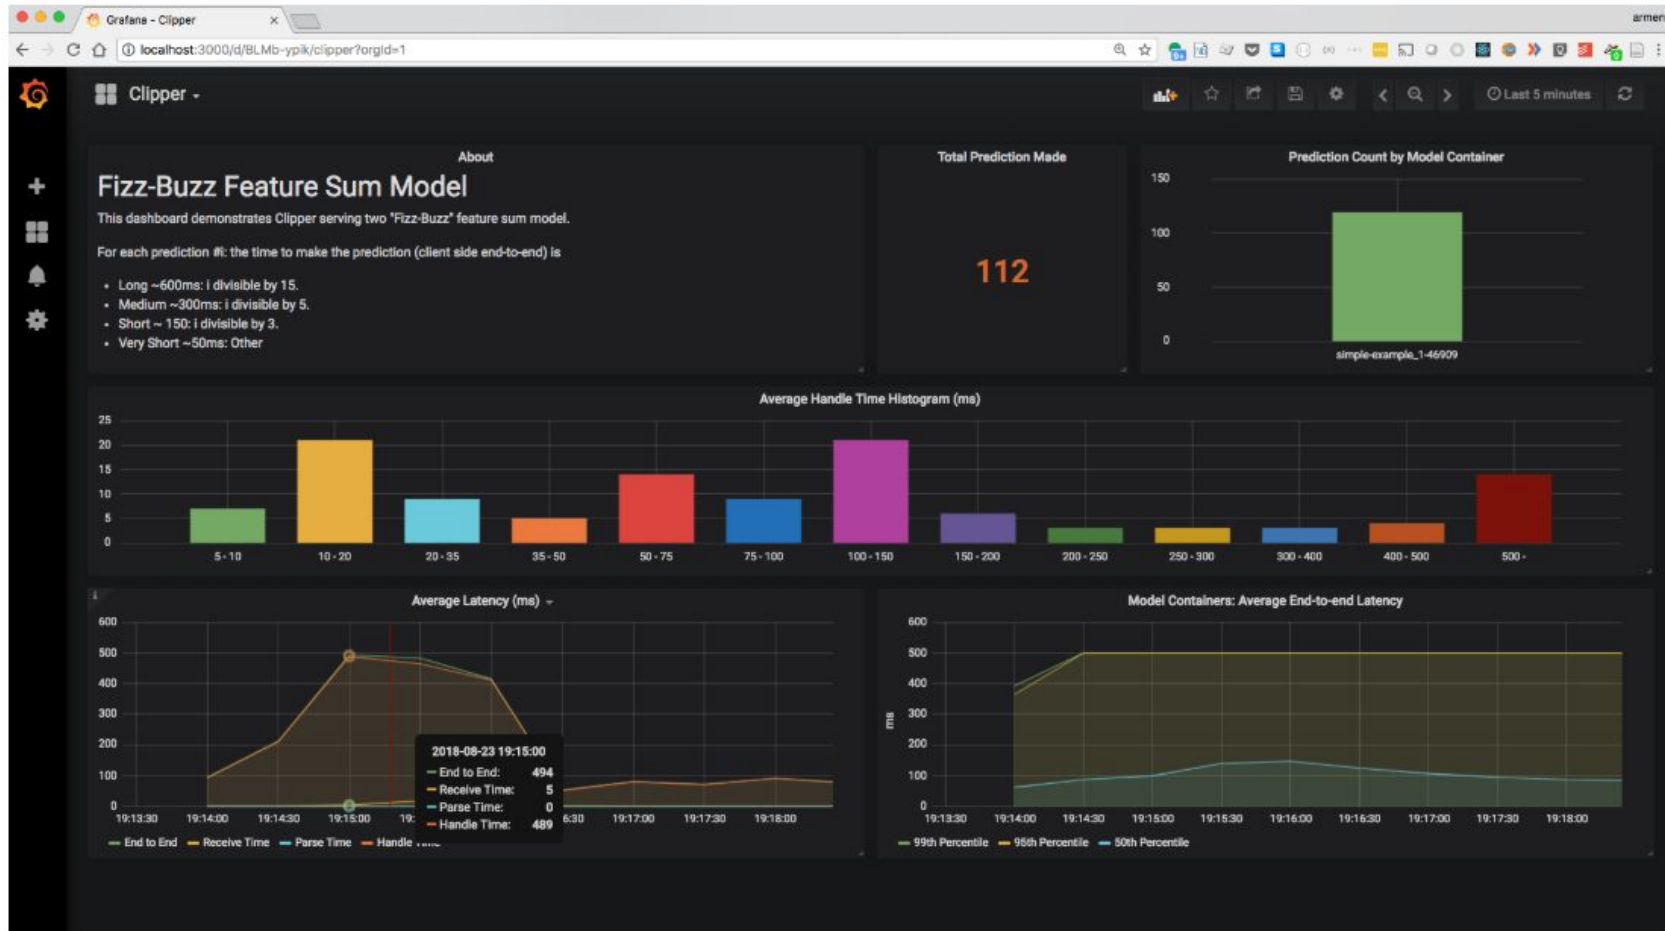 Grafana - Clipper
armen
localhost:3000/d/BLMb-ypik/clipper?orgId=1
Clipper
Last 5 minutes
About
Fizz-Buzz Feature Sum Model
This dashboard demonstrates Clipper serving two "Fizz-Buzz" feature sum model.
For each prediction #i: the time to make the prediction (client side end-to-end) is
• Long ~600ms: i divisible by 15.
• Medium ~300ms: i divisible by 5.
• Short ~ 150: i divisible by 3.
• Very Short ~50ms: Other
Total Prediction Made
112
Prediction Count by Model Container
150
100
50
0
simple-example_1-46909
Average Handle Time Histogram (ms)
25
20
15
10
5
0
5 - 10 10 - 20 20 - 35 35 - 50 50 - 75 75 - 100 100 - 150 150 - 200 200 - 250 250 - 300 300 - 400 400 - 500 500 -
Average Latency (ms)
600
500
400
300
200
100
0
19:13:30 19:14:00 19:14:30 19:15:00 19: 6:30 19:17:00 19:17:30 19:18:00
2018-08-23 19:15:00
End to End: 494
Receive Time: 5
Parse Time: 0
Handle Time: 489
End to End Receive Time Parse Time Handle Time
Model Containers: Average End-to-end Latency
ms
600
500
400
300
200
100
0
19:13:30 19:14:00 19:14:30 19:15:00 19:15:30 19:16:00 19:16:30 19:17:00 19:17:30 19:18:00
99th Percentile 95th Percentile 50th Percentile